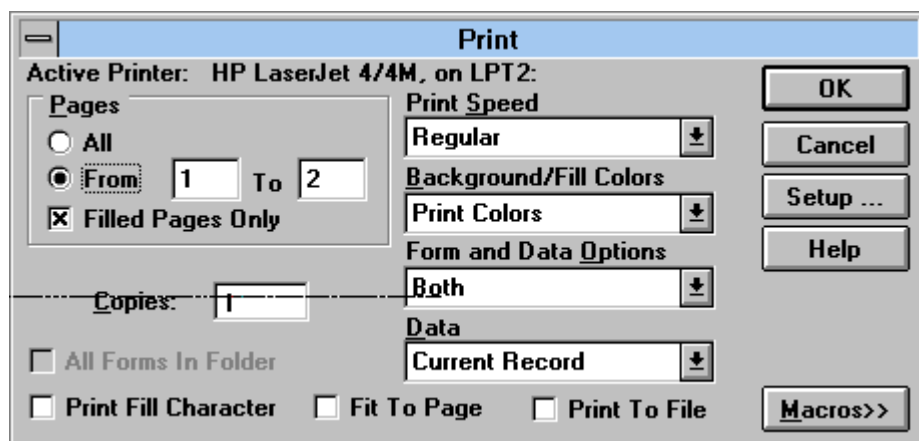 Print
Active Printer: HP LaserJet 4/4M, on LPT2:
Pages
All
From 1 To 2
Filled Pages Only
Copies: 1
All Forms In Folder
Print Speed
Regular
Background/Fill Colors
Print Colors
Form and Data Options
Both
Data
Current Record
Print Fill Character
Fit To Page
Print To File
OK
Cancel
Setup ...
Help
Macros>>